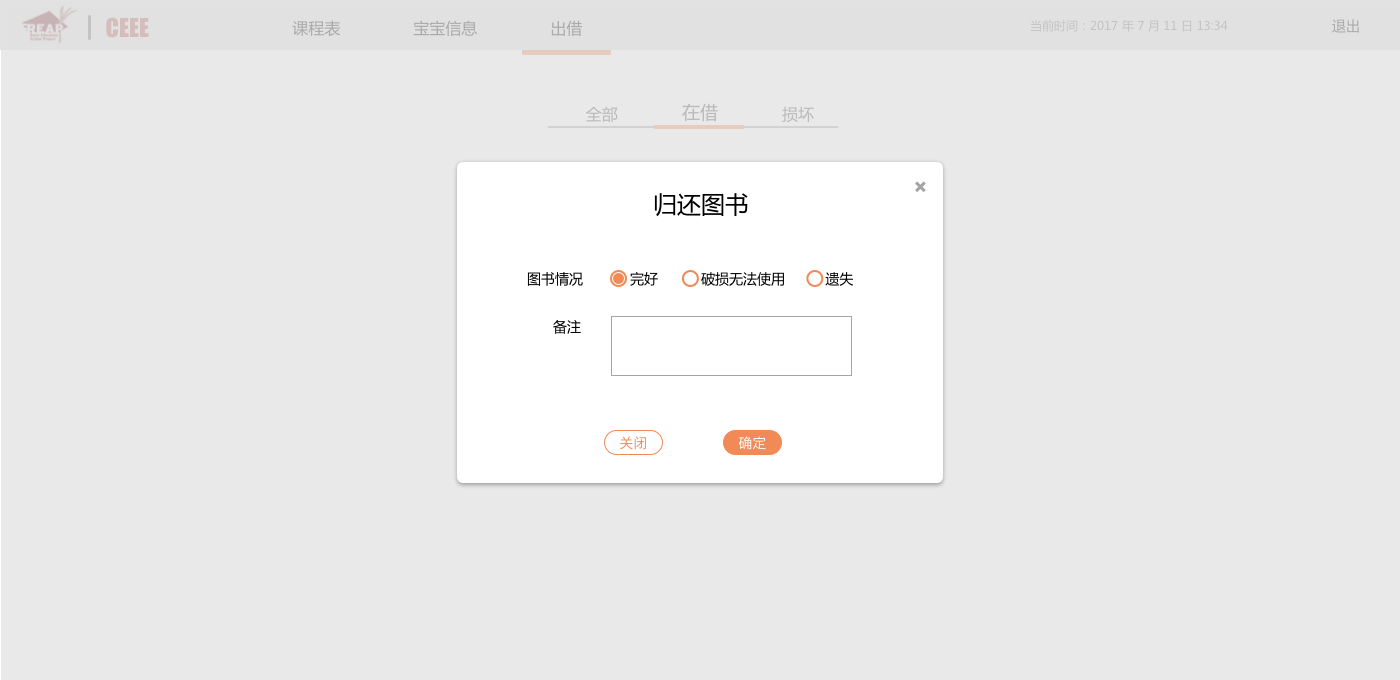 REAP CEEE 课程表 宝宝信息 出借 当前时间：2017 年 7 月 11 日 13:34 退出
全部 在借 损坏
归还图书
图书情况 完好 破损无法使用 遗失
备注
关闭 确定